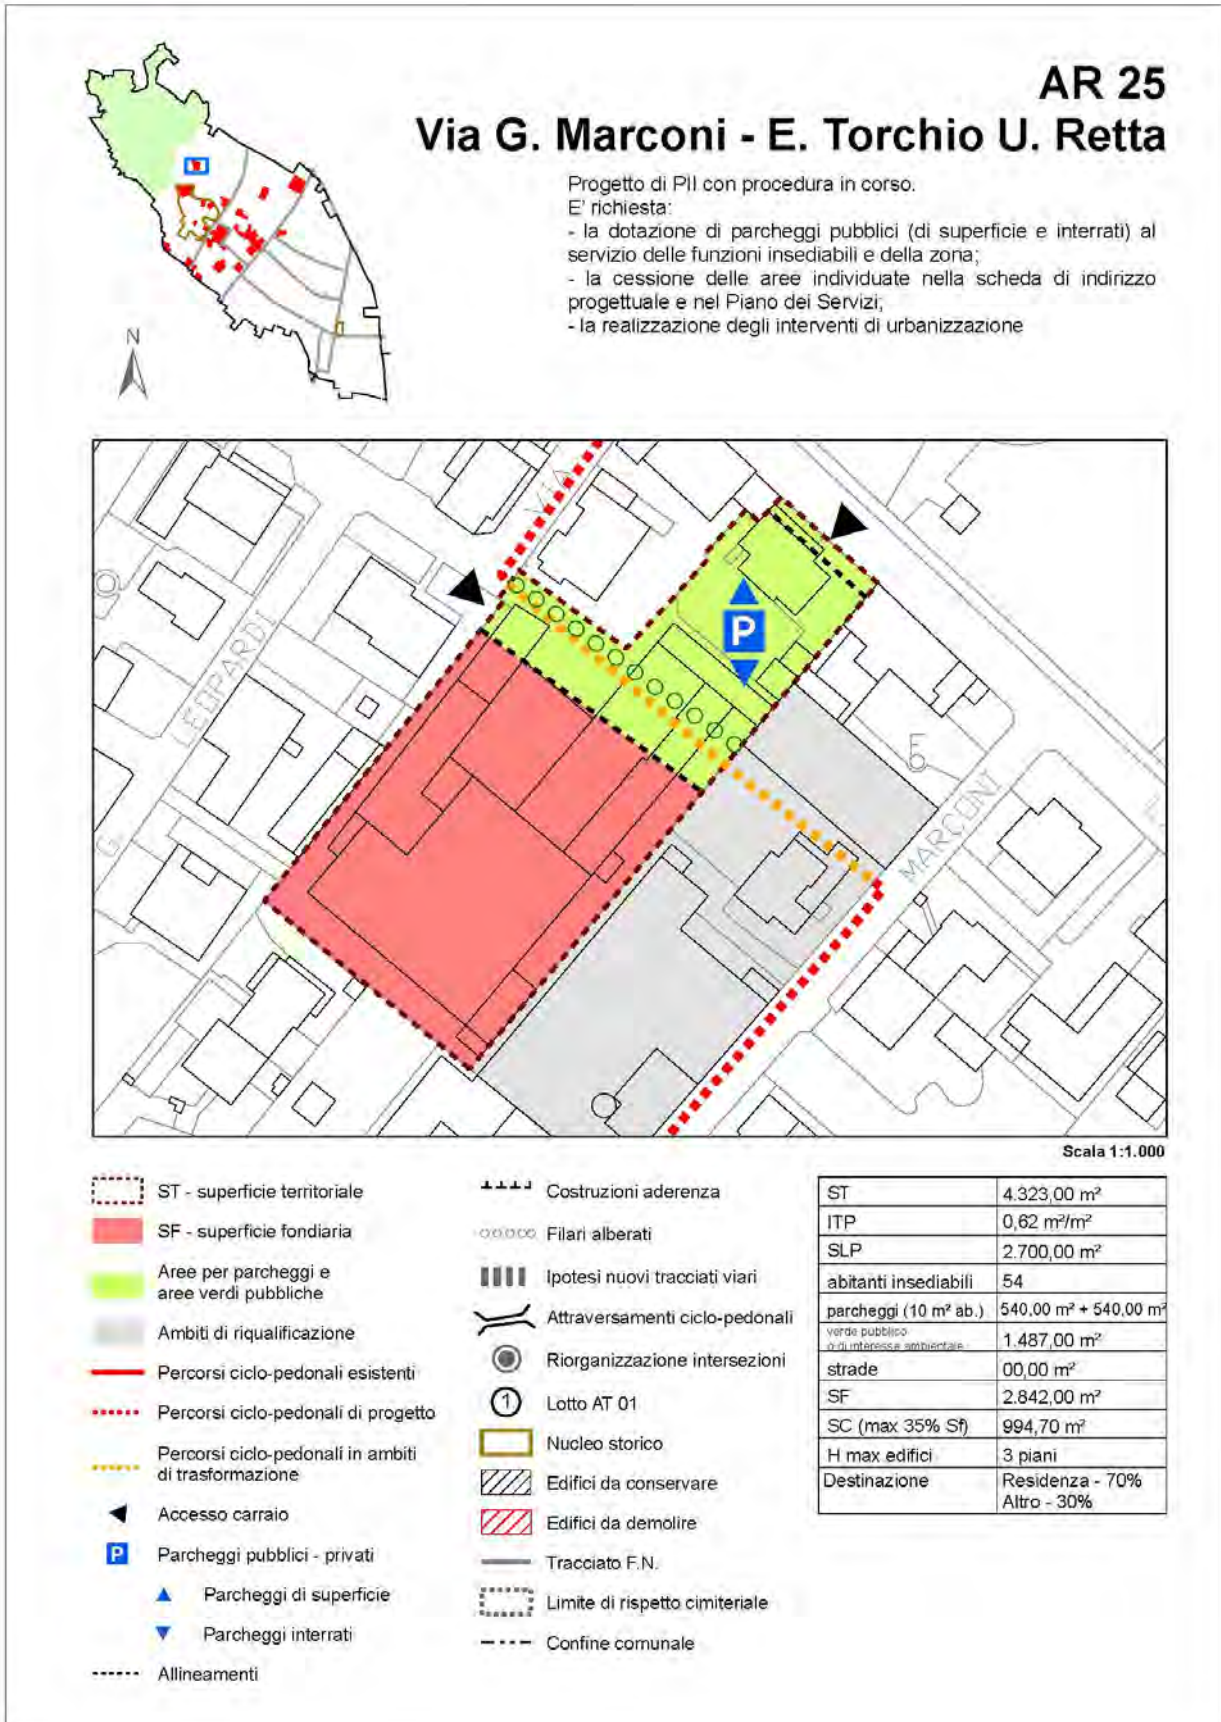 AR 25
Via G. Marconi - E. Torchio U. Retta
Progetto di PII con procedura in corso.
E' richiesta:
- la dotazione di parcheggi pubblici (di superficie e interrati) al
servizio delle funzioni insediabili e della zona;
- la cessione delle aree individuate nella scheda di indirizzo
progettuale e nel Piano dei Servizi;
- la realizzazione degli interventi di urbanizzazione
N
VIA
P
G. LEOPARDI
MARCONI
Scala 1:1.000
ST - superficie territoriale
SF - superficie fondiaria
Aree per parcheggi e
aree verdi pubbliche
Ambiti di riqualificazione
Percorsi ciclo-pedonali esistenti
Percorsi ciclo-pedonali di progetto
Percorsi ciclo-pedonali in ambiti
di trasformazione
Accesso carraio
P Parcheggi pubblici - privati
Parcheggi di superficie
Parcheggi interrati
Allineamenti
Costruzioni aderenza
Filari alberati
Ipotesi nuovi tracciati viari
Attraversamenti ciclo-pedonali
Riorganizzazione intersezioni
1 Lotto AT 01
Nucleo storico
Edifici da conservare
Edifici da demolire
Tracciato F.N.
Limite di rispetto cimiteriale
Confine comunale
ST 4.323,00 m²
ITP 0,62 m²/m²
SLP 2.700,00 m²
abitanti insediabili 54
parcheggi (10 m² ab.) 540,00 m² + 540,00 m²
verde pubblico
o di interesse ambientale 1.487,00 m²
strade 00,00 m²
SF 2.842,00 m²
SC (max 35% Sf) 994,70 m²
H max edifici 3 piani
Destinazione Residenza - 70%
Altro - 30%